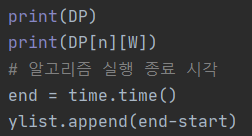 print(DP)
print(DP[n][W])
# 알고리즘 실행 종료 시각
end = time.time()
ylist.append(end-start)